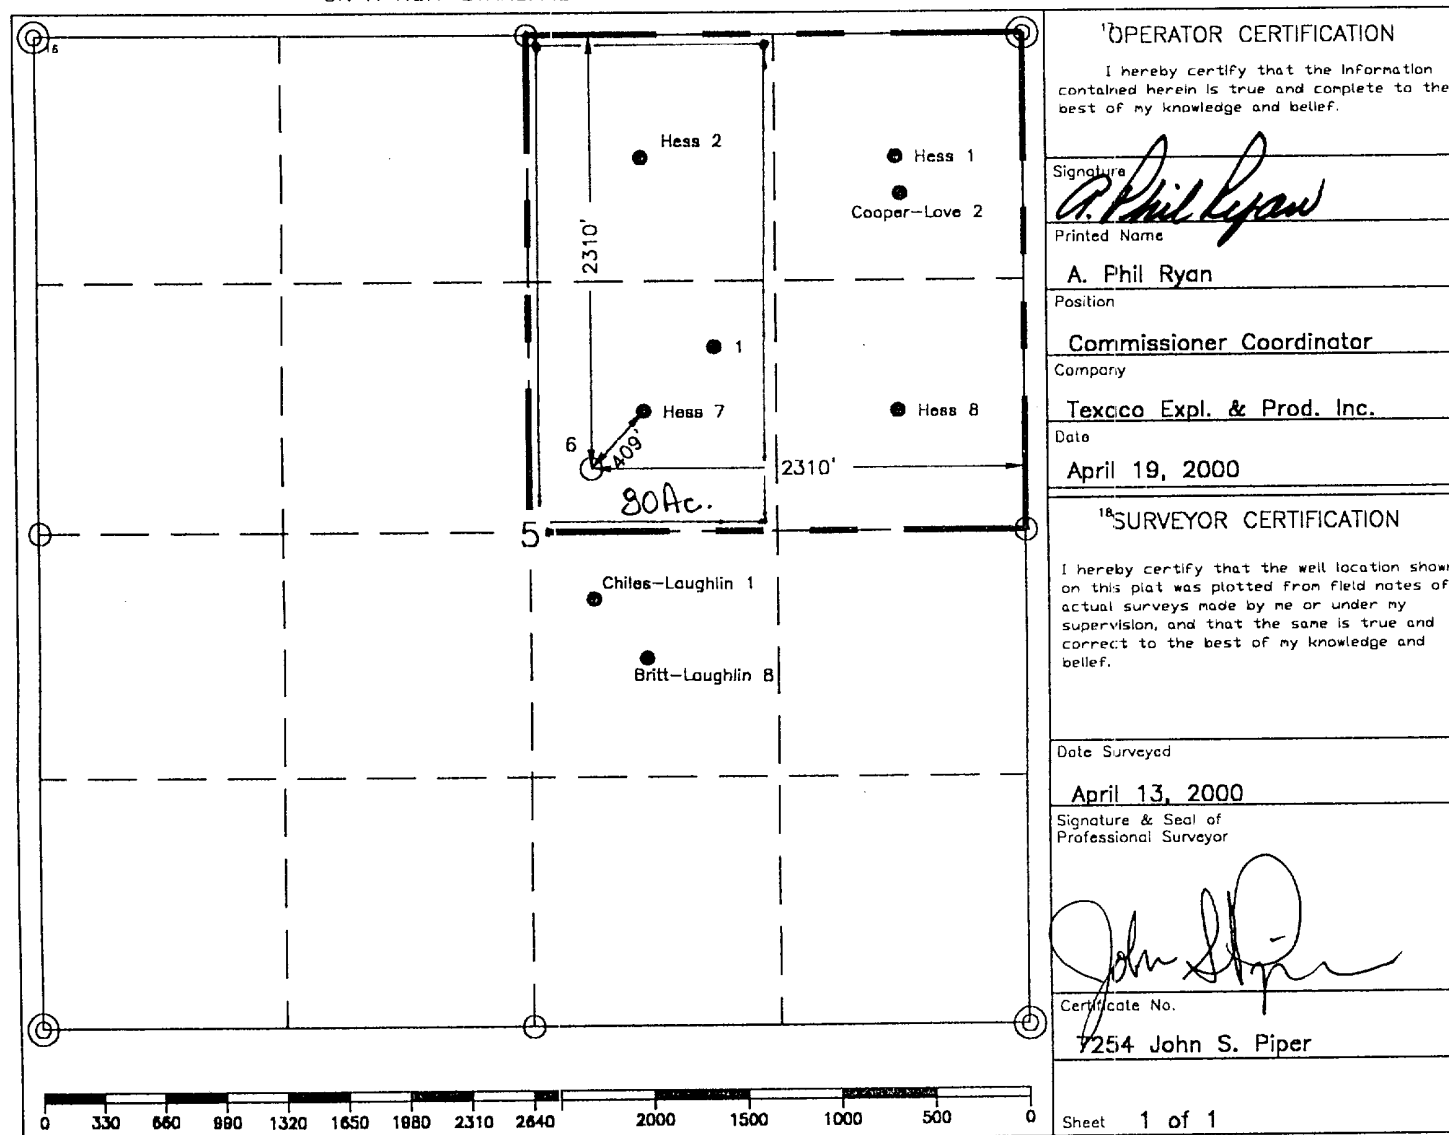 16
Hess 2
Hess 1
Cooper-Love 2
2310'
1
Hess 7
Hess 8
6
409'
2310'
80Ac.
5
Chiles-Laughlin 1
Britt-Laughlin 8
0 330 660 990 1320 1650 1980 2310 2640 2000 1500 1000 500 0
17 OPERATOR CERTIFICATION
I hereby certify that the information
contained herein is true and complete to the
best of my knowledge and belief.
Signature
A. Phil Ryan
Printed Name
A. Phil Ryan
Position
Commissioner Coordinator
Company
Texaco Expl. & Prod. Inc.
Date
April 19, 2000
18 SURVEYOR CERTIFICATION
I hereby certify that the well location shown
on this plat was plotted from field notes of
actual surveys made by me or under my
supervision, and that the same is true and
correct to the best of my knowledge and
belief.
Date Surveyed
April 13, 2000
Signature & Seal of
Professional Surveyor
John S. Piper
Certificate No.
7254 John S. Piper
Sheet 1 of 1